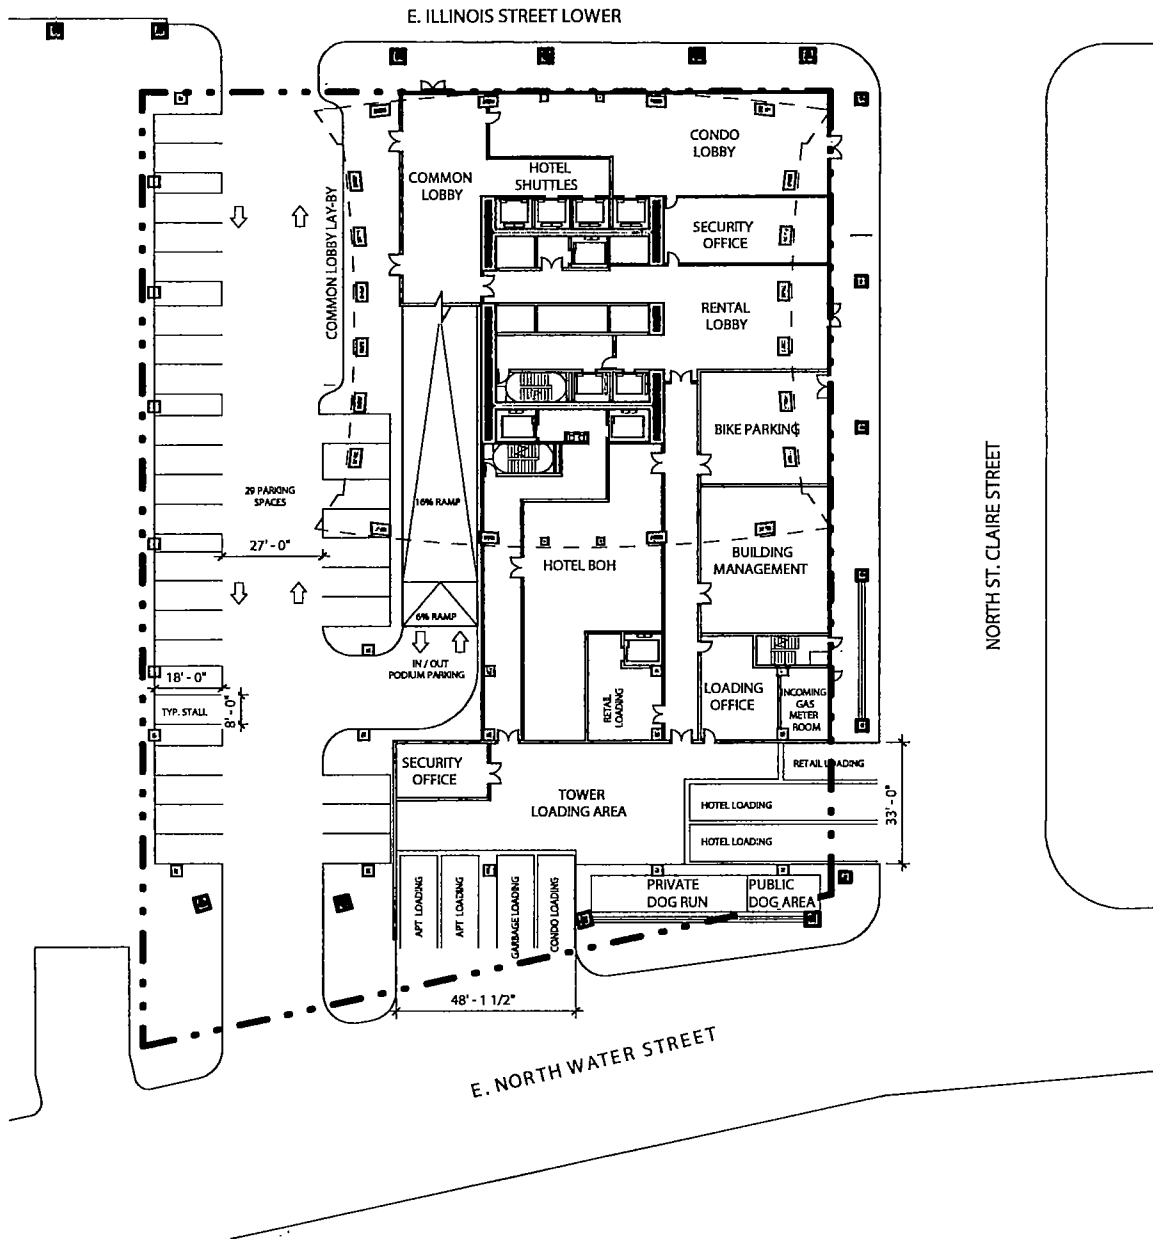 E. ILLINOIS STREET LOWER
CONDO
LOBBY
HOTEL
SHUTTLES
COMMON
LOBBY
COMMON LOBBY LAY-BY
SECURITY
OFFICE
RENTAL
LOBBY
BIKE PARKING
NORTH ST. CLAIRE STREET
29 PARKING
SPACES
16% RAMP
27' - 0"
HOTEL BOH
BUILDING
MANAGEMENT
6% RAMP
IN / OUT
PODIUM PARKING
18' - 0"
TYP. STALL
8' - 0"
RETAIL
LOADING
LOADING
OFFICE
INCOMING
GAS
METER
ROOM
SECURITY
OFFICE
RETAIL LOADING
TOWER
LOADING AREA
HOTEL LOADING
33' - 0"
HOTEL LOADING
APT LOADING
APT LOADING
GARBAGE LOADING
CONDO LOADING
PRIVATE
DOG RUN
PUBLIC
DOG AREA
48' - 1 1/2"
E. NORTH WATER STREET